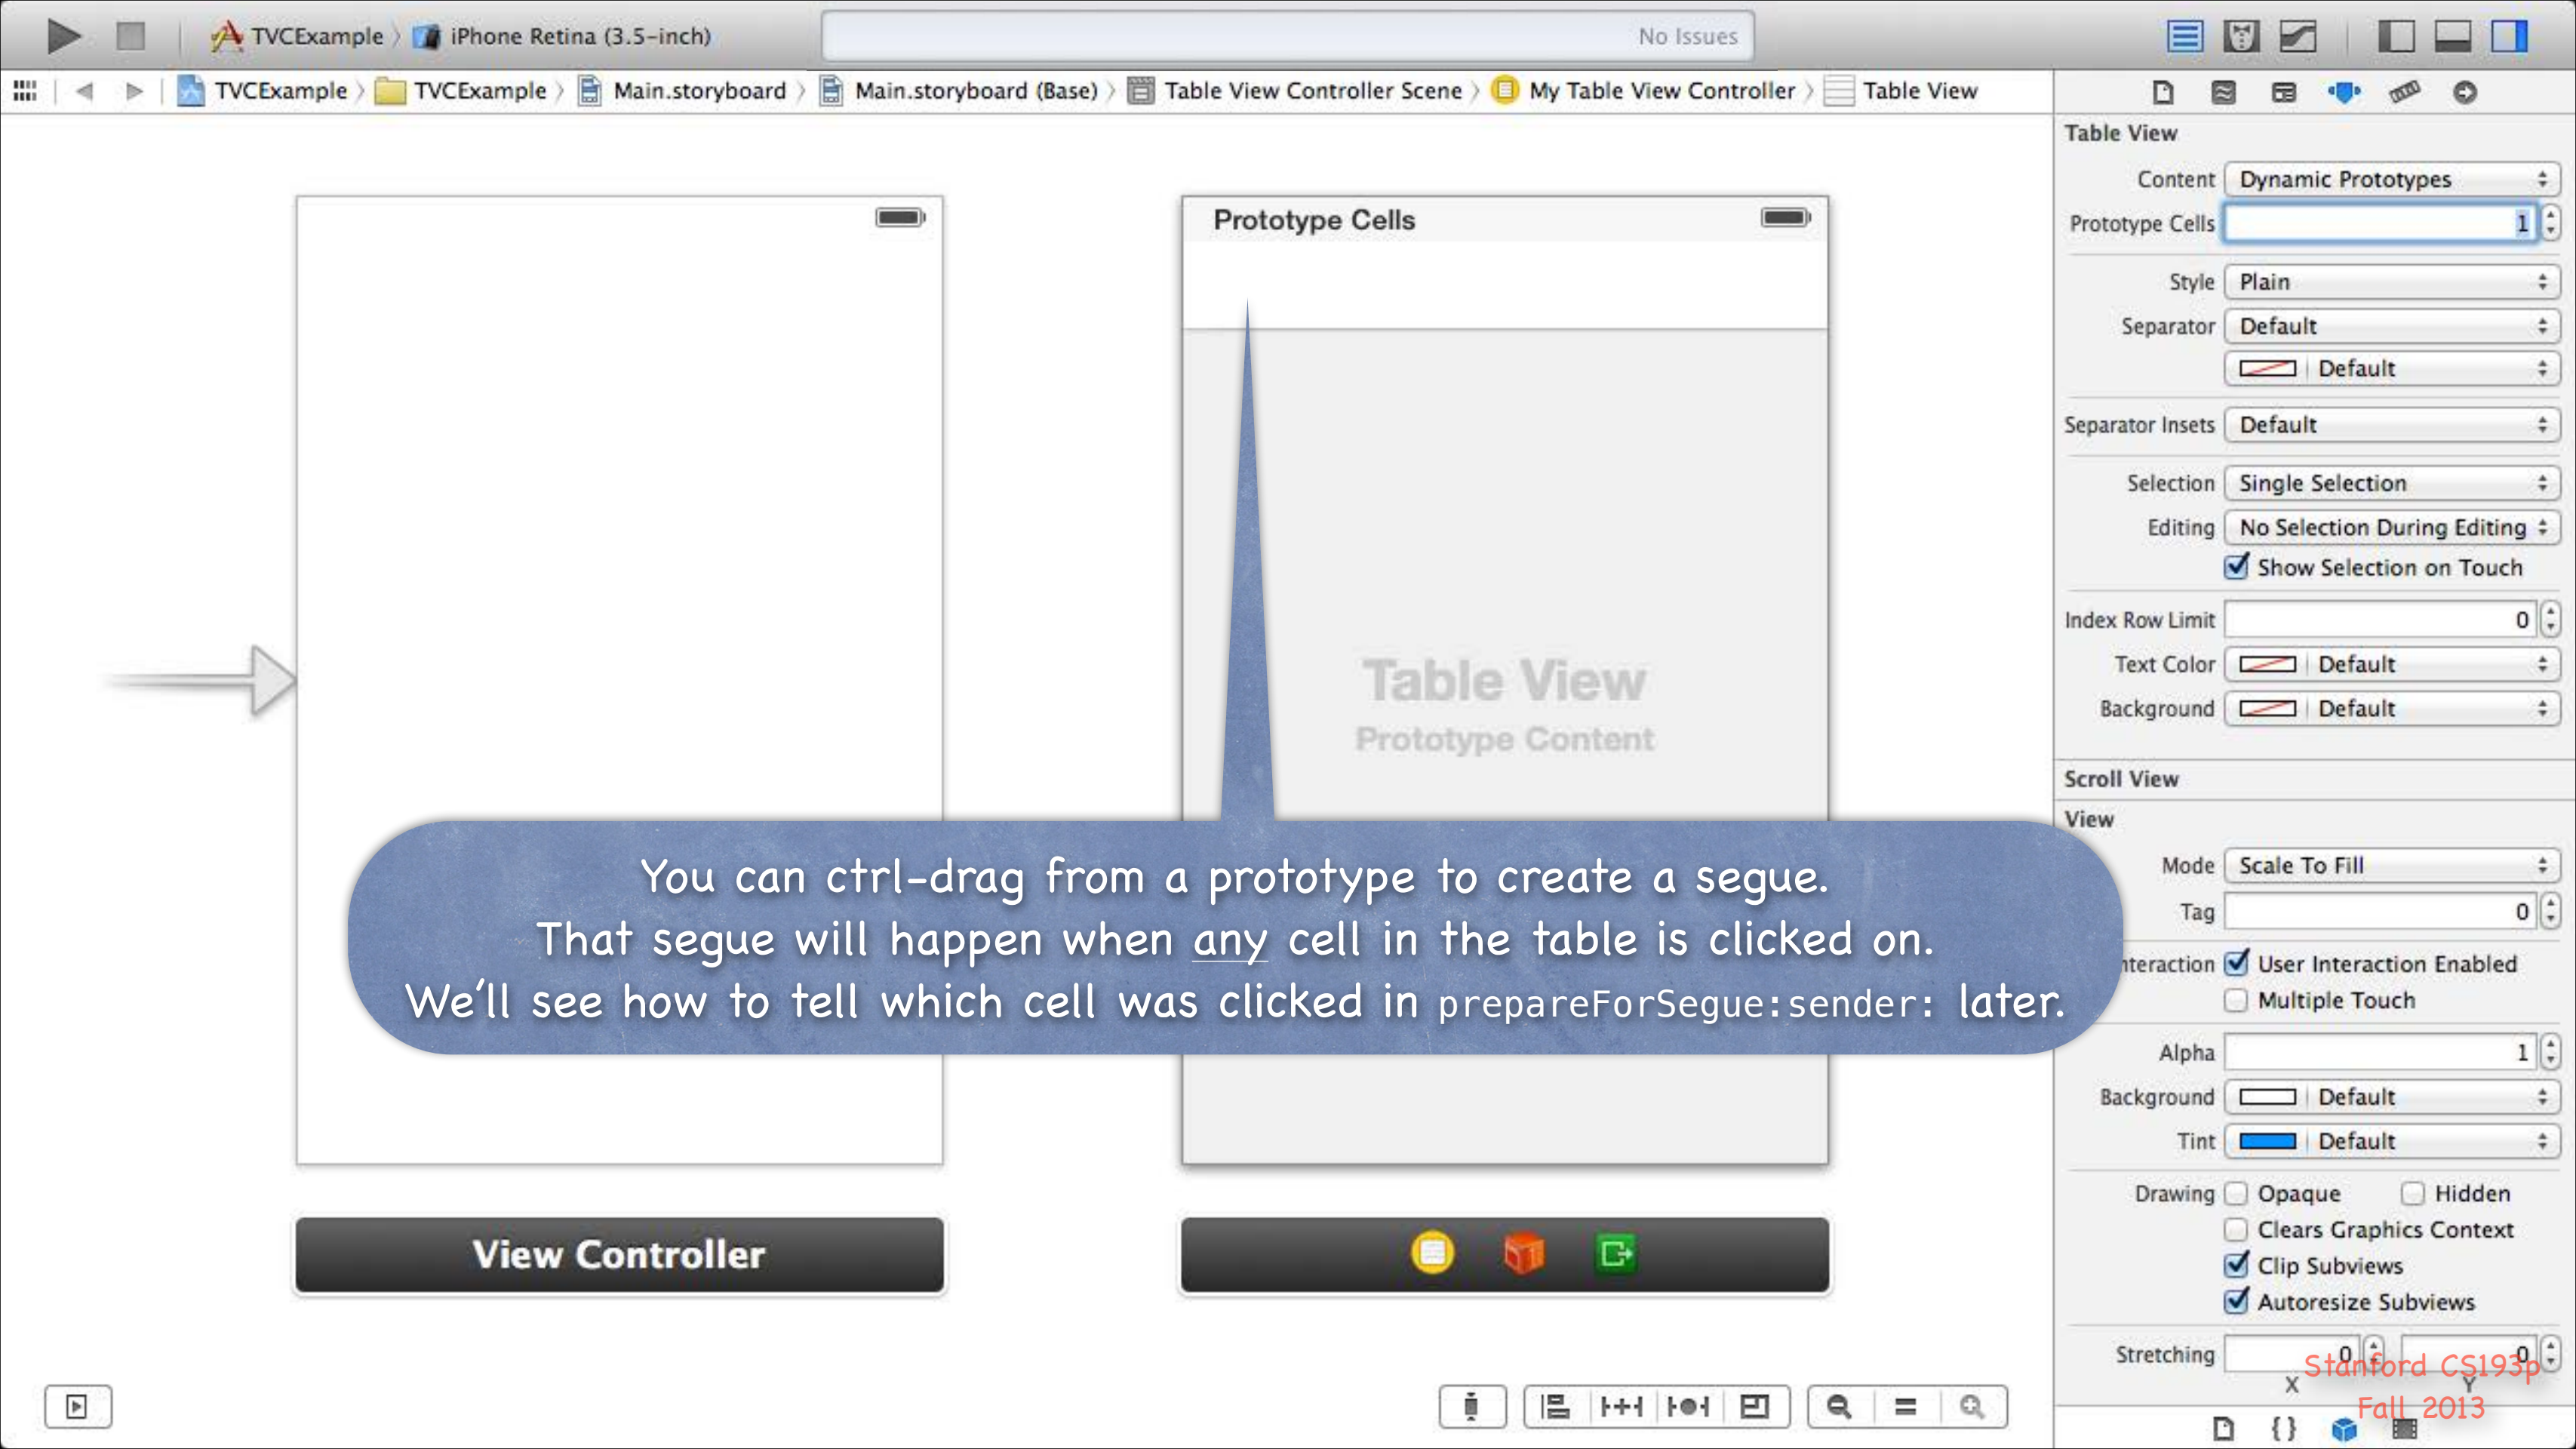 TVCExample 〉 iPhone Retina (3.5-inch)
No Issues
TVCExample 〉 TVCExample 〉 Main.storyboard 〉 Main.storyboard (Base) 〉 Table View Controller Scene 〉 My Table View Controller 〉 Table View
Prototype Cells
Table View
Prototype Content
You can ctrl-drag from a prototype to create a segue.
That segue will happen when any cell in the table is clicked on.
We'll see how to tell which cell was clicked in prepareForSegue:sender: later.
View Controller
Table View
Content Dynamic Prototypes
Prototype Cells 1
Style Plain
Separator Default
Default
Separator Insets Default
Selection Single Selection
Editing No Selection During Editing
Show Selection on Touch
Index Row Limit 0
Text Color Default
Background Default
Scroll View
View
Mode Scale To Fill
Tag 0
nteraction User Interaction Enabled
Multiple Touch
Alpha 1
Background Default
Tint Default
Drawing Opaque Hidden
Clears Graphics Context
Clip Subviews
Autoresize Subviews
Stretching 0 0
X Y
Stanford CS193p
Fall 2013